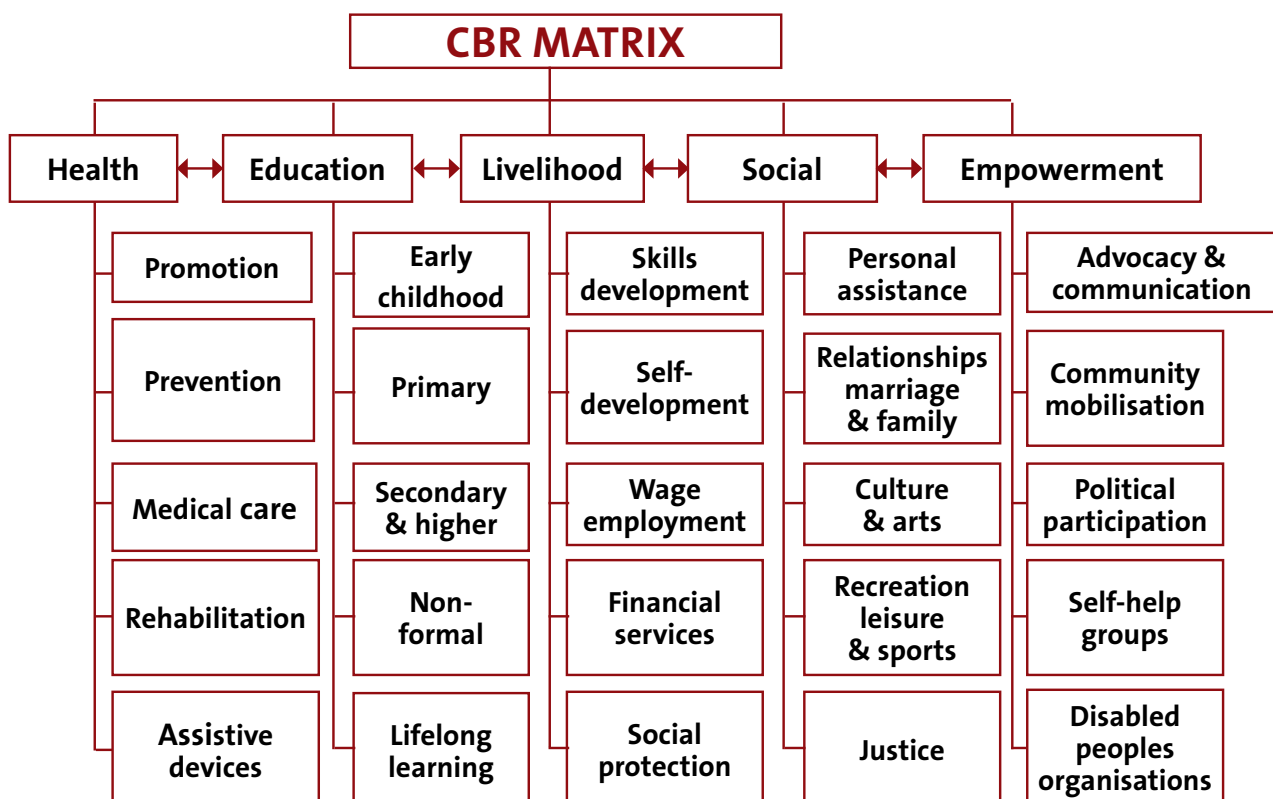 CBR MATRIX
Health
Education
Livelihood
Social
Empowerment
Promotion
Prevention
Medical care
Rehabilitation
Assistive
devices
Early
childhood
Primary
Secondary
& higher
Non-
formal
Lifelong
learning
Skills
development
Self-
development
Wage
employment
Financial
services
Social
protection
Personal
assistance
Relationships
marriage
& family
Culture
& arts
Recreation
leisure
& sports
Justice
Advocacy &
communication
Community
mobilisation
Political
participation
Self-help
groups
Disabled
peoples
organisations